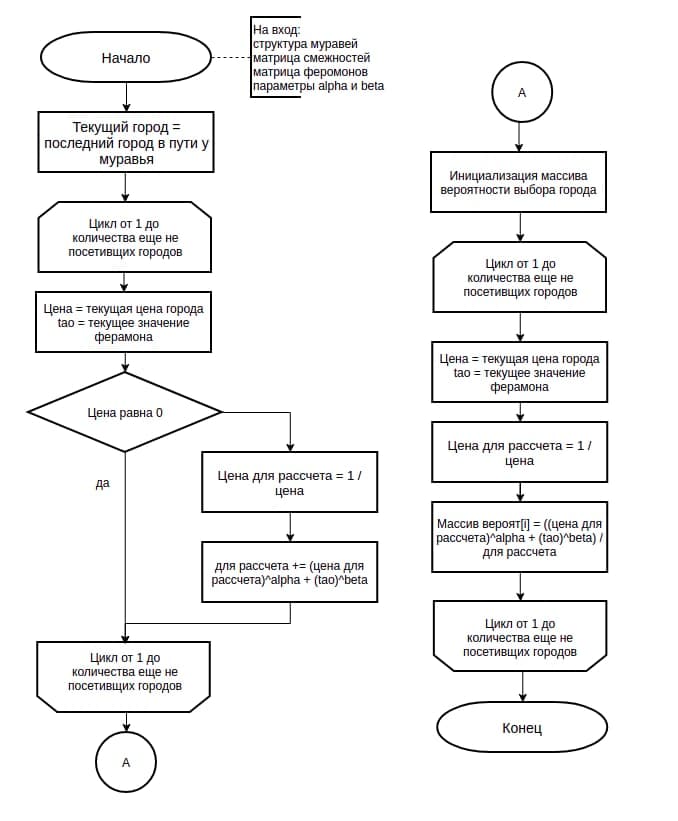 Начало
На вход:
структура муравей
матрица смежностей
матрица феромонов
параметры alpha и beta
Текущий город =
последний город в пути у
муравья
Цикл от 1 до
количества еще не
посетивщих городов
Цена = текущая цена города
tao = текущее значение
ферамона
Цена равна 0
да
Цена для рассчета = 1 /
цена
для рассчета += (цена для
рассчета)^alpha + (tao)^beta
Цикл от 1 до
количества еще не
посетивщих городов
А
А
Инициализация массива
вероятности выбора города
Цикл от 1 до
количества еще не
посетивщих городов
Цена = текущая цена города
tao = текущее значение
ферамона
Цена для рассчета = 1 /
цена
Массив вероят[i] = ((цена для
рассчета)^alpha + (tao)^beta) /
для рассчета
Цикл от 1 до
количества еще не
посетивщих городов
Конец